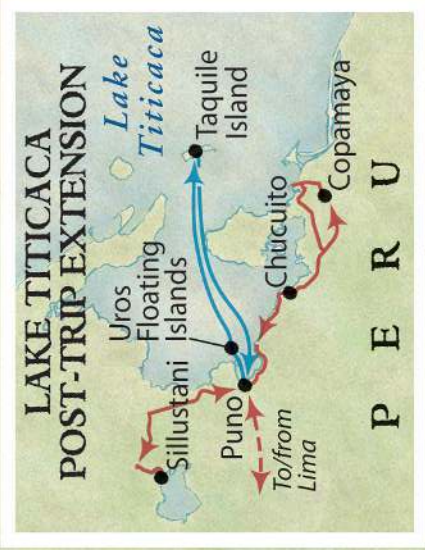 LAKE TITICACA
POST-TRIP EXTENSION
Lake
Titicaca
Uros
Floating
Islands
Taquile
Island
Sillustani
Puno
Chucuito
Copamaya
To/from
Lima
PERU